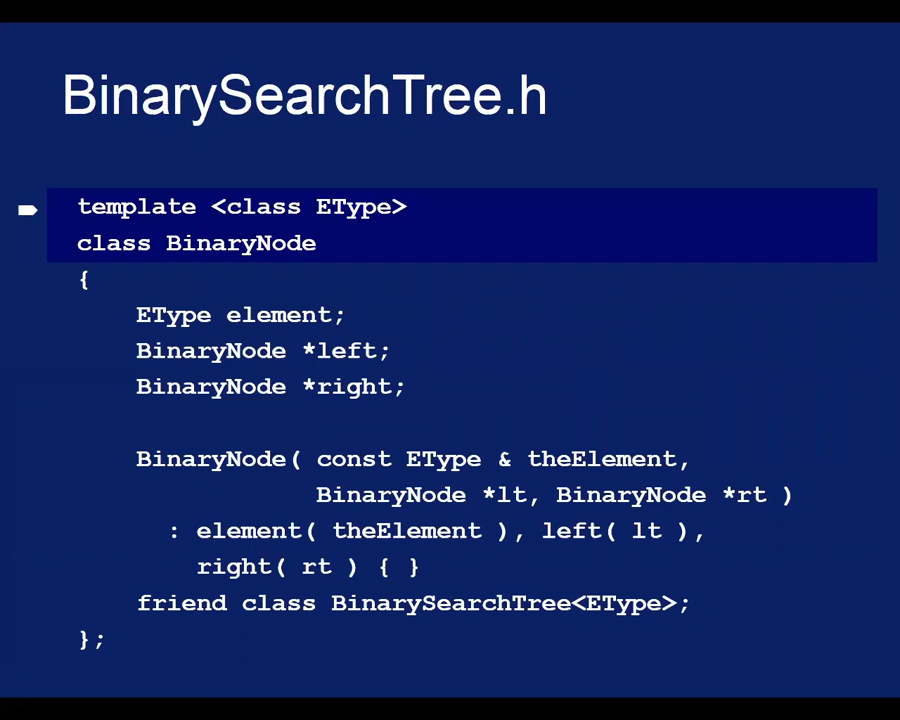 BinarySearchTree.h
template <class EType>
class BinaryNode
{
EType element;
BinaryNode *left;
BinaryNode *right;
BinaryNode( const EType & theElement,
BinaryNode *lt, BinaryNode *rt )
: element( theElement ), left( lt ),
right( rt ) { }
friend class BinarySearchTree<EType>;
};